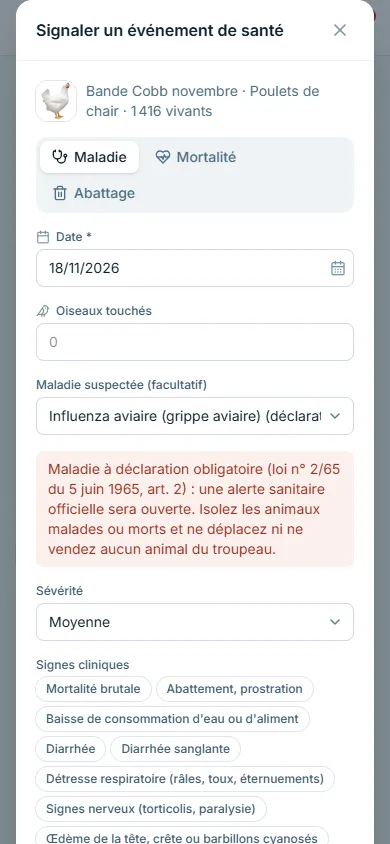 Signaler un événement de santé
Bande Cobb novembre · Poulets de
chair · 1 416 vivants
Maladie
Mortalité
Abattage
Date *
18/11/2026
Oiseaux touchés
0
Maladie suspectée (facultatif)
Influenza aviaire (grippe aviaire) (déclarat
Maladie à déclaration obligatoire (loi n° 2/65
du 5 juin 1965, art. 2) : une alerte sanitaire
officielle sera ouverte. Isolez les animaux
malades ou morts et ne déplacez ni ne
vendez aucun animal du troupeau.
Sévérité
Moyenne
Signes cliniques
Mortalité brutale
Abattement, prostration
Baisse de consommation d'eau ou d'aliment
Diarrhée
Diarrhée sanglante
Détresse respiratoire (râles, toux, éternuements)
Signes nerveux (torticolis, paralysie)
Œdème de la tête, crête ou barbillons cyanosés